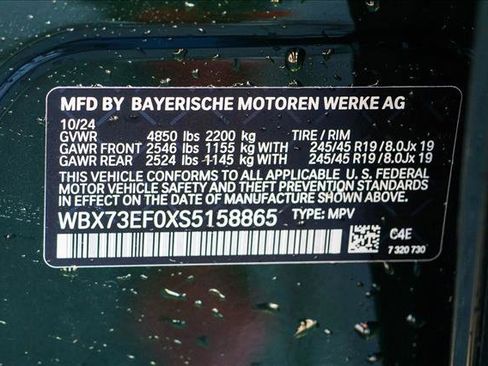 MFD BY BAYERISCHE MOTOREN WERKE AG
10/24
GVWR 4850 lbs 2200 kg TIRE / RIM
GAWR FRONT 2546 lbs 1155 kg WITH 245/45 R19 / 8.0Jx 19
GAWR REAR 2524 lbs 1145 kg WITH 245/45 R19 / 8.0Jx 19
THIS VEHICLE CONFORMS TO ALL APPLICABLE U. S. FEDERAL
MOTOR VEHICLE SAFETY, BUMPER, AND THEFT PREVENTION STANDARDS
IN EFFECT ON THE DATE OF MANUFACTURE SHOWN ABOVE.
WBX73EF0XS5158865 TYPE: MPV
C4E
7 320 730